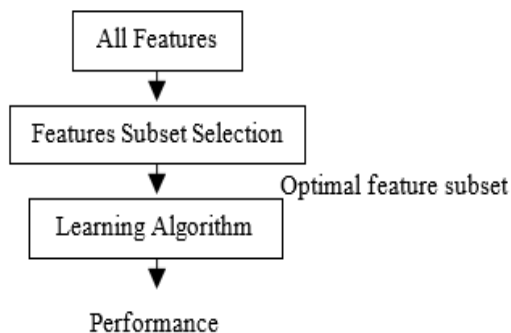 All Features
Features Subset Selection
Optimal feature subset
Learning Algorithm
Performance